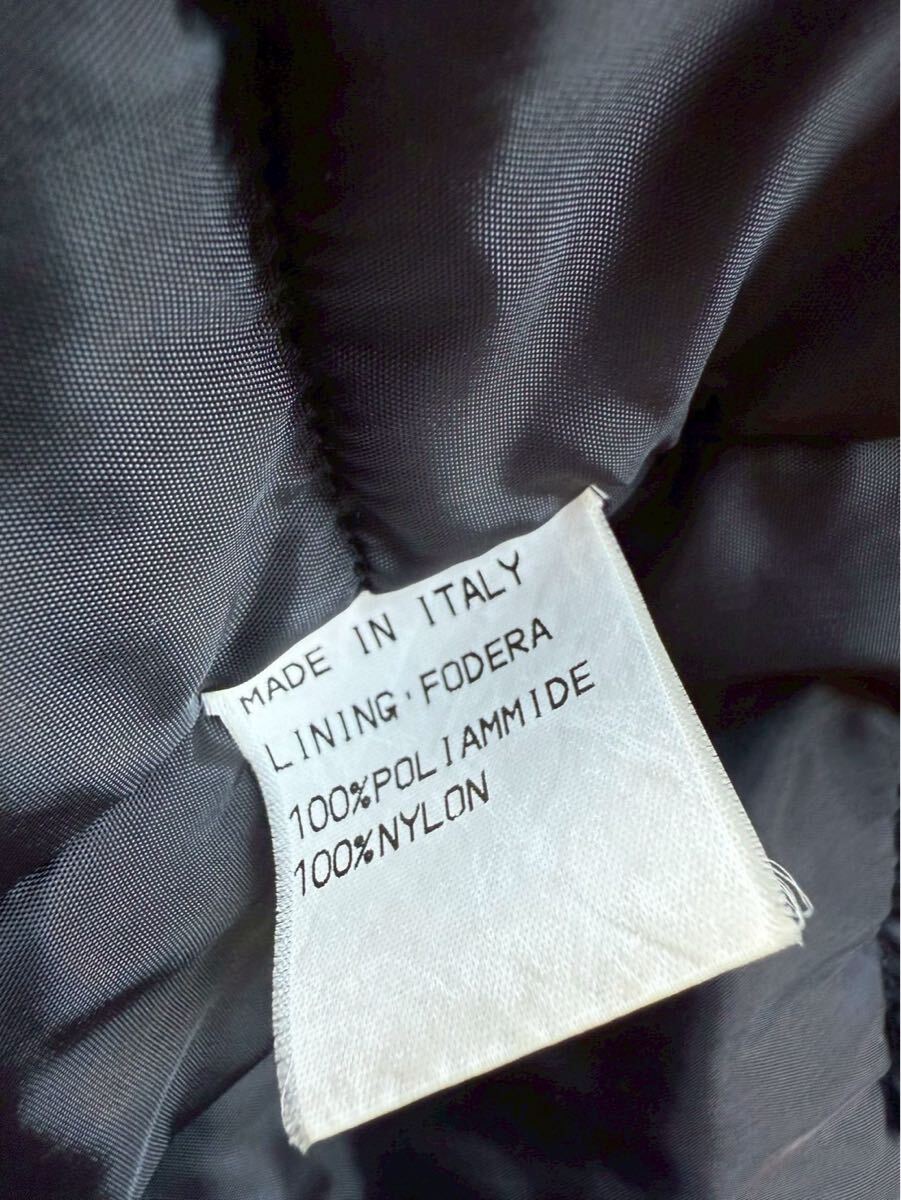 MADE IN ITALY
LINING·FODERA
100%POLIAMMIDE
100%NYLON